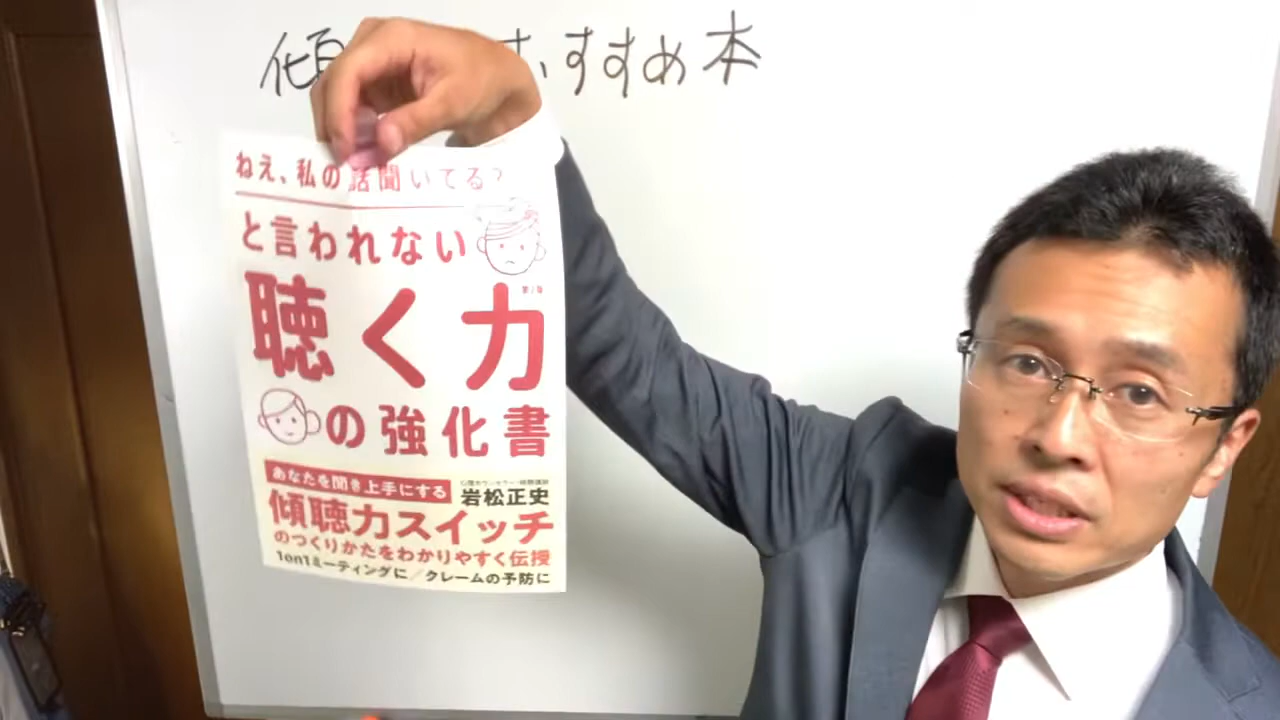 傾 おすすめ本
ねえ、私の話聞いてる?
と言われない
聴く力
の強化書
あなたを聞き上手にする
岩松正史
傾聴力スイッチ
のつくりかたをわかりやすく伝授
1on1ミーティングに/クレームの予防に